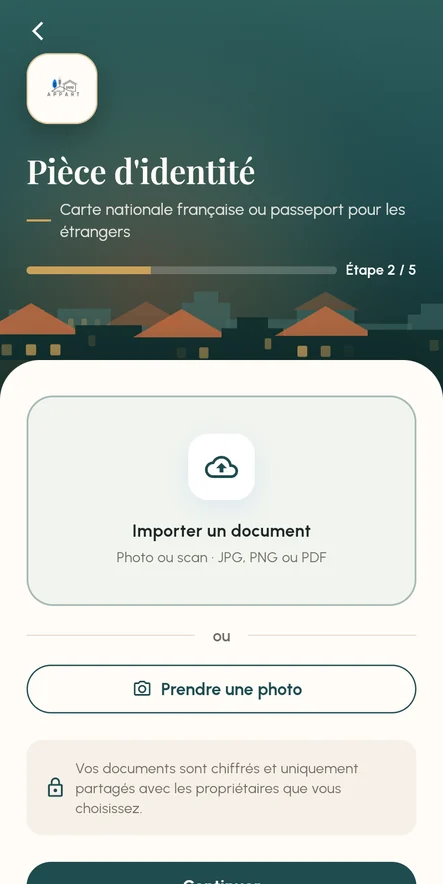 APPART
Pièce d'identité
Carte nationale française ou passeport pour les
étrangers
Étape 2 / 5
Importer un document
Photo ou scan · JPG, PNG ou PDF
ou
Prendre une photo
Vos documents sont chiffrés et uniquement
partagés avec les propriétaires que vous
choisissez.
Continuer